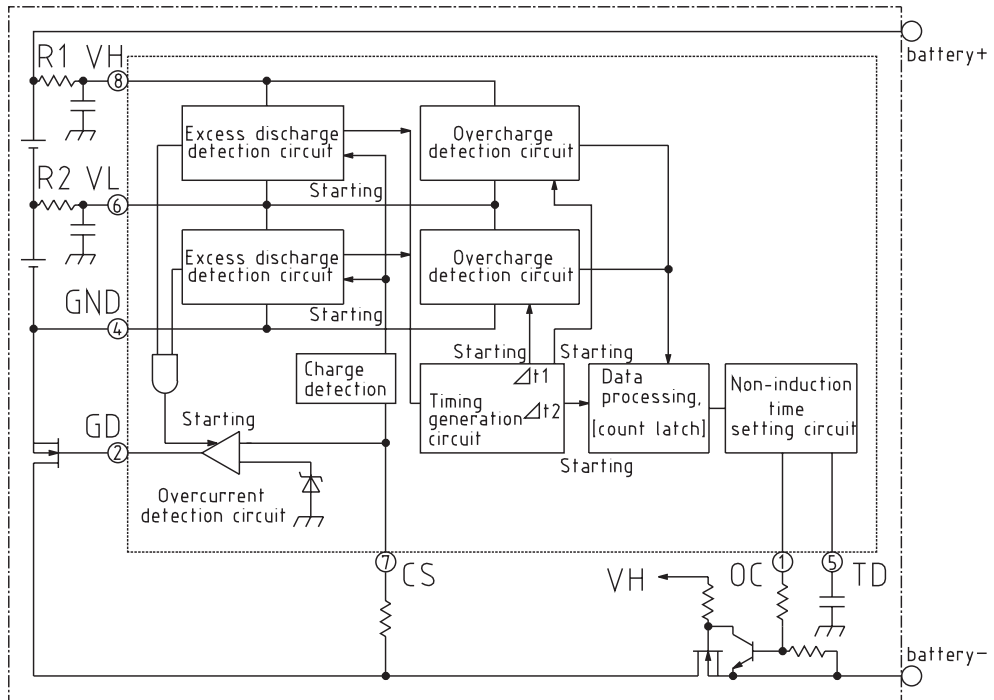 battery+
R1 VH
8
Excess discharge
detection circuit
Overcharge
detection circuit
Starting
R2 VL
6
Excess discharge
detection circuit
Overcharge
detection circuit
Starting
GND
4
Charge
detection
Starting
Starting
⊿t1
⊿t2
Timing
generation
circuit
Data
processing,
[count latch]
Starting
Non-induction
time
setting circuit
Starting
GD
2
Overcurrent
detection circuit
7
CS
VH
OC
1
5
TD
battery-